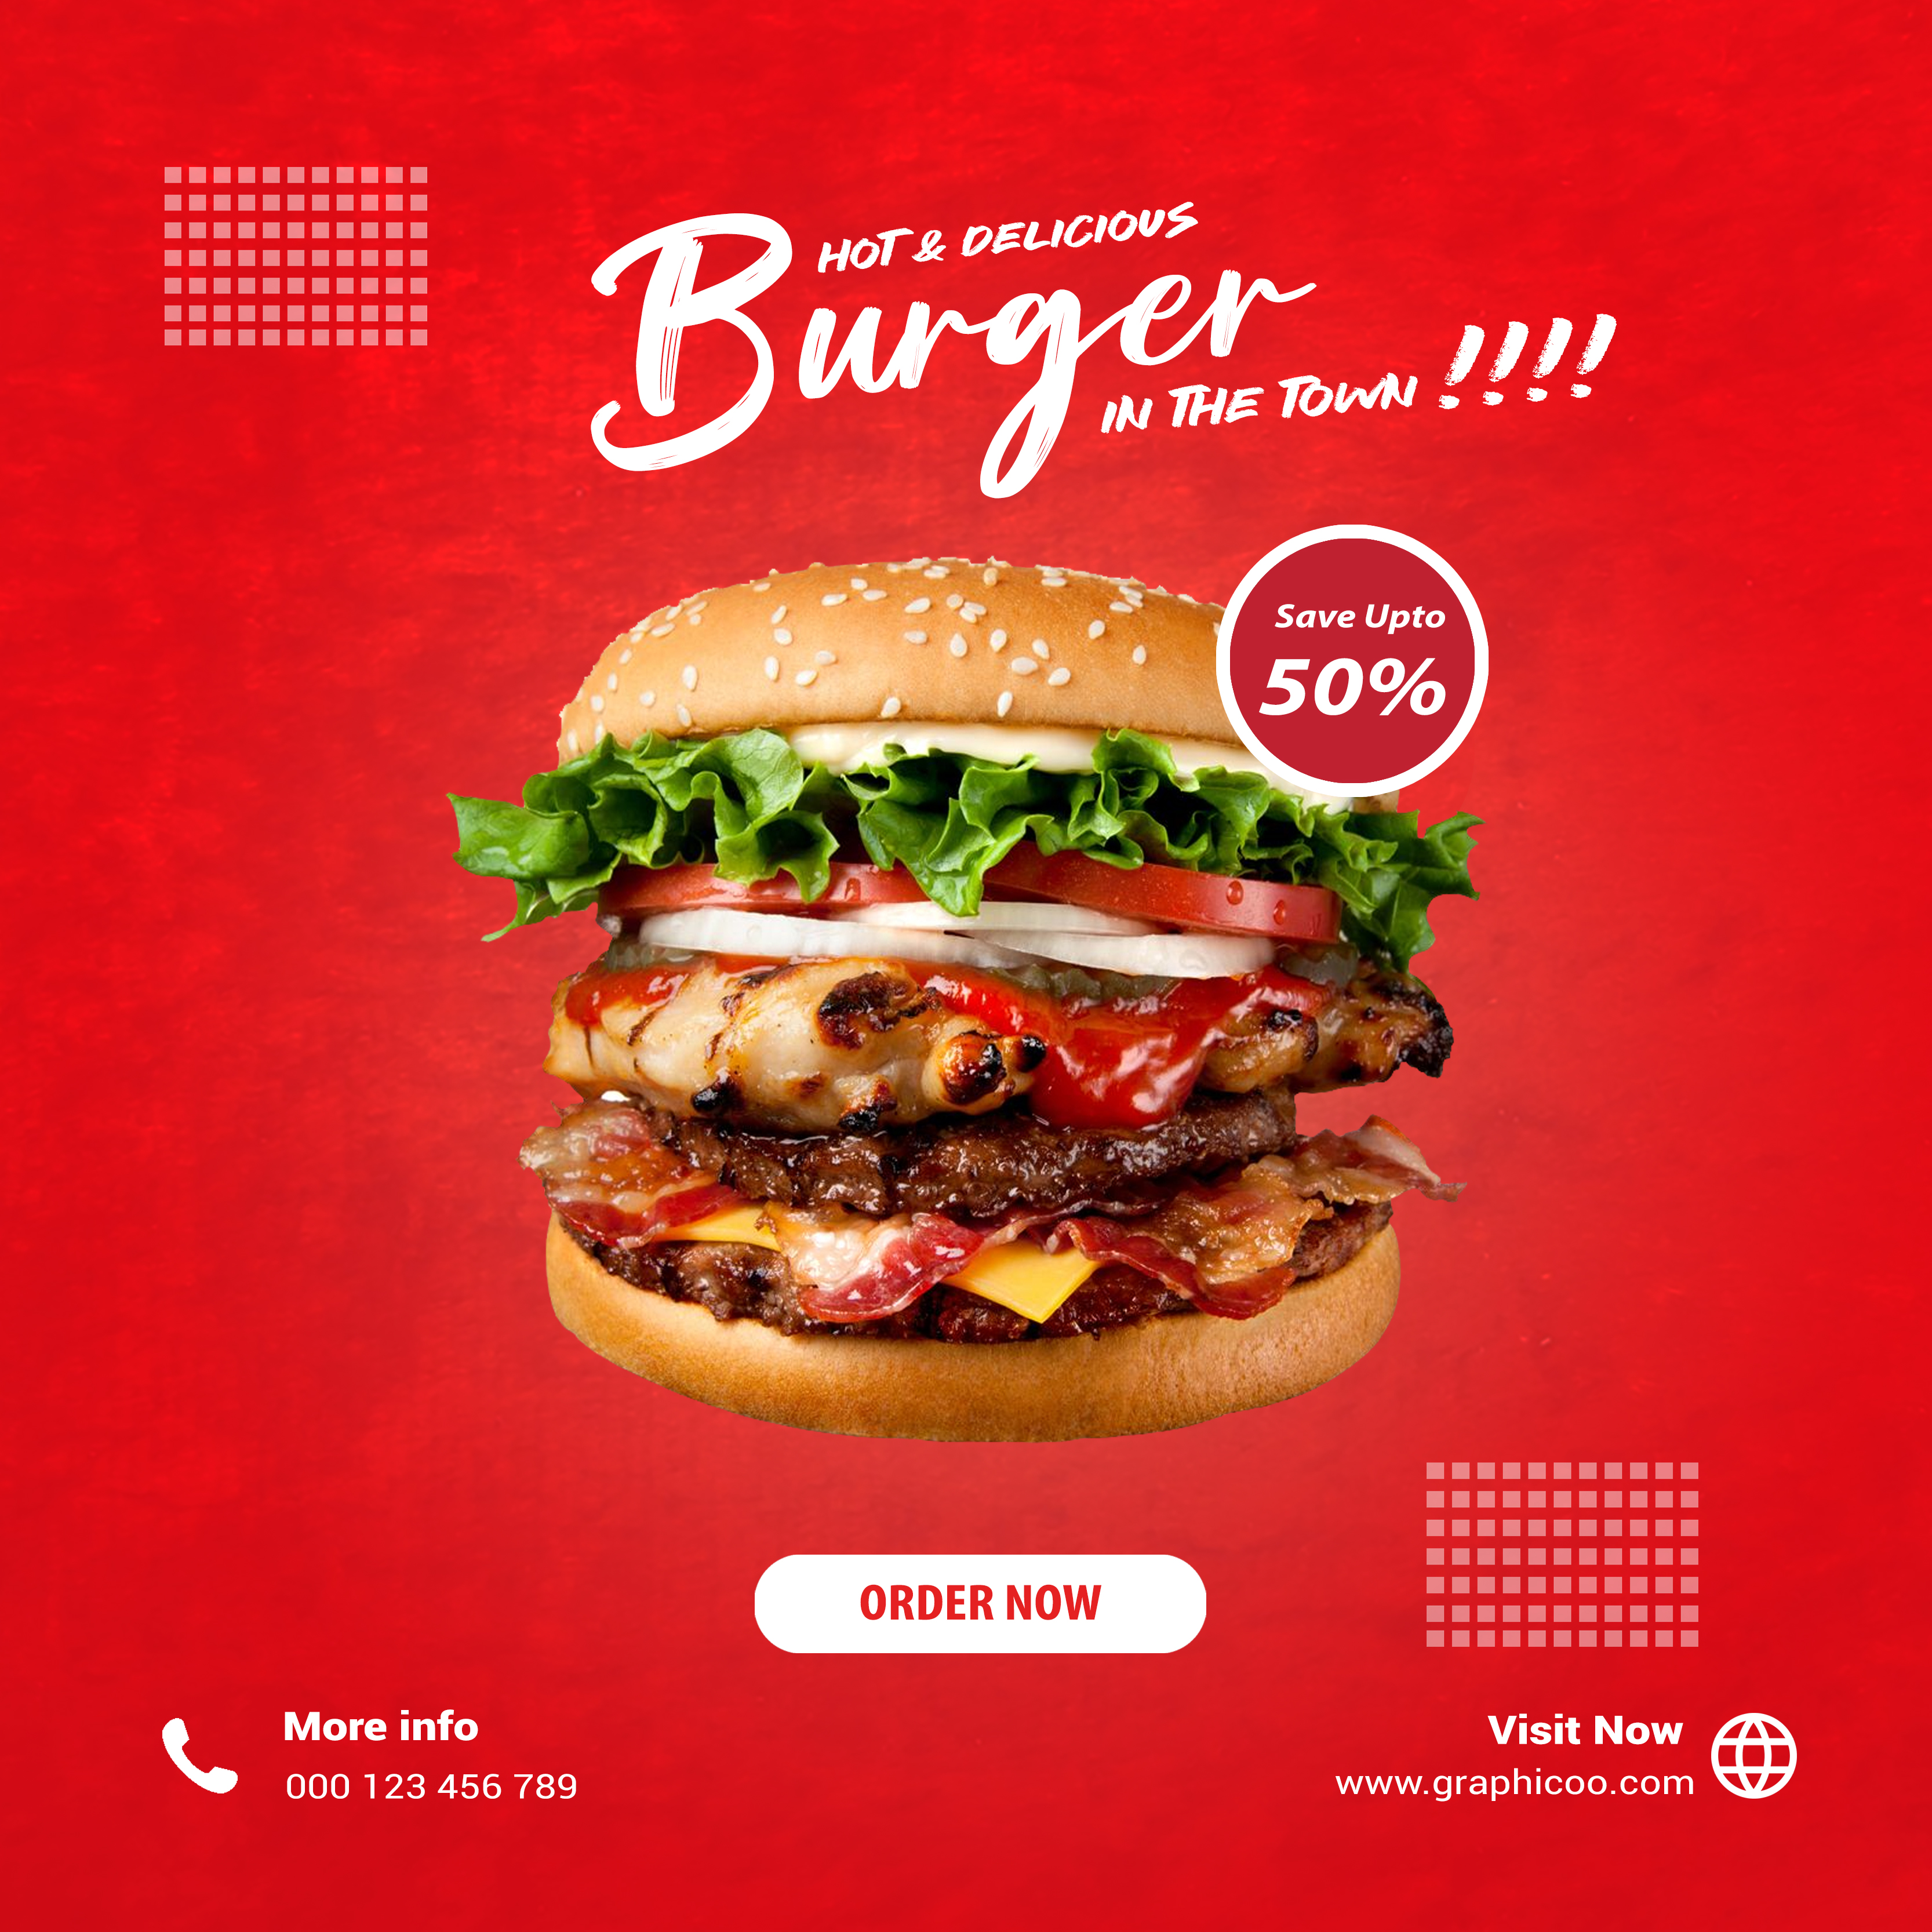 HOT & DELICIOUS
Burger
IN THE TOWN !!!!
Save Upto
50%
ORDER NOW
More info
000 123 456 789
Visit Now
www.graphicoo.com